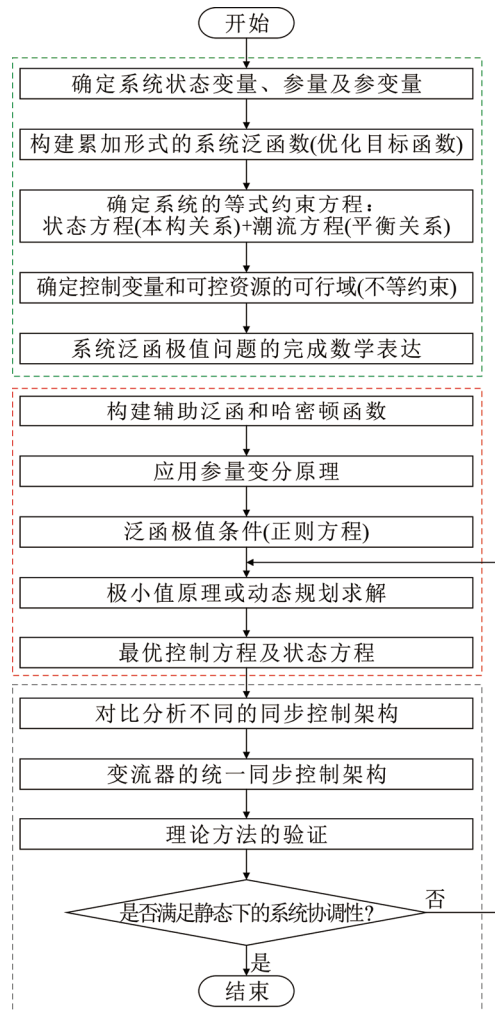 开始
确定系统状态变量、参量及参变量
构建累加形式的系统泛函数(优化目标函数)
确定系统的等式约束方程：
状态方程(本构关系)+潮流方程(平衡关系)
确定控制变量和可控资源的可行域(不等约束)
系统泛函极值问题的完成数学表达
构建辅助泛函和哈密顿函数
应用参量变分原理
泛函极值条件(正则方程)
极小值原理或动态规划求解
最优控制方程及状态方程
对比分析不同的同步控制架构
变流器的统一同步控制架构
理论方法的验证
是否满足静态下的系统协调性?
否
是
结束